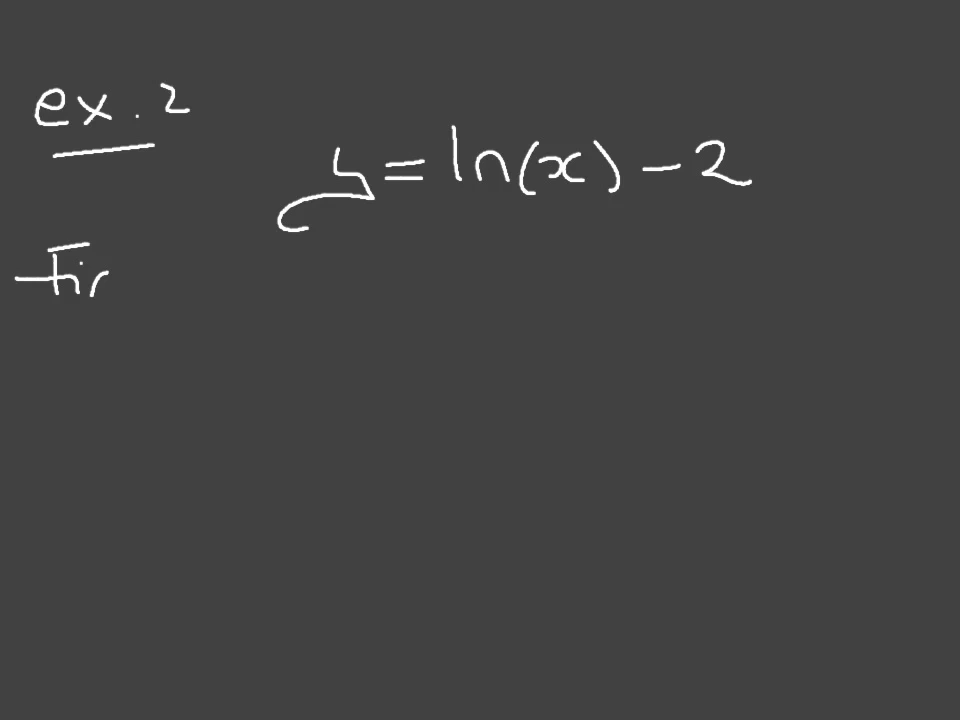 ex. 2
y = ln(x) - 2
Fir